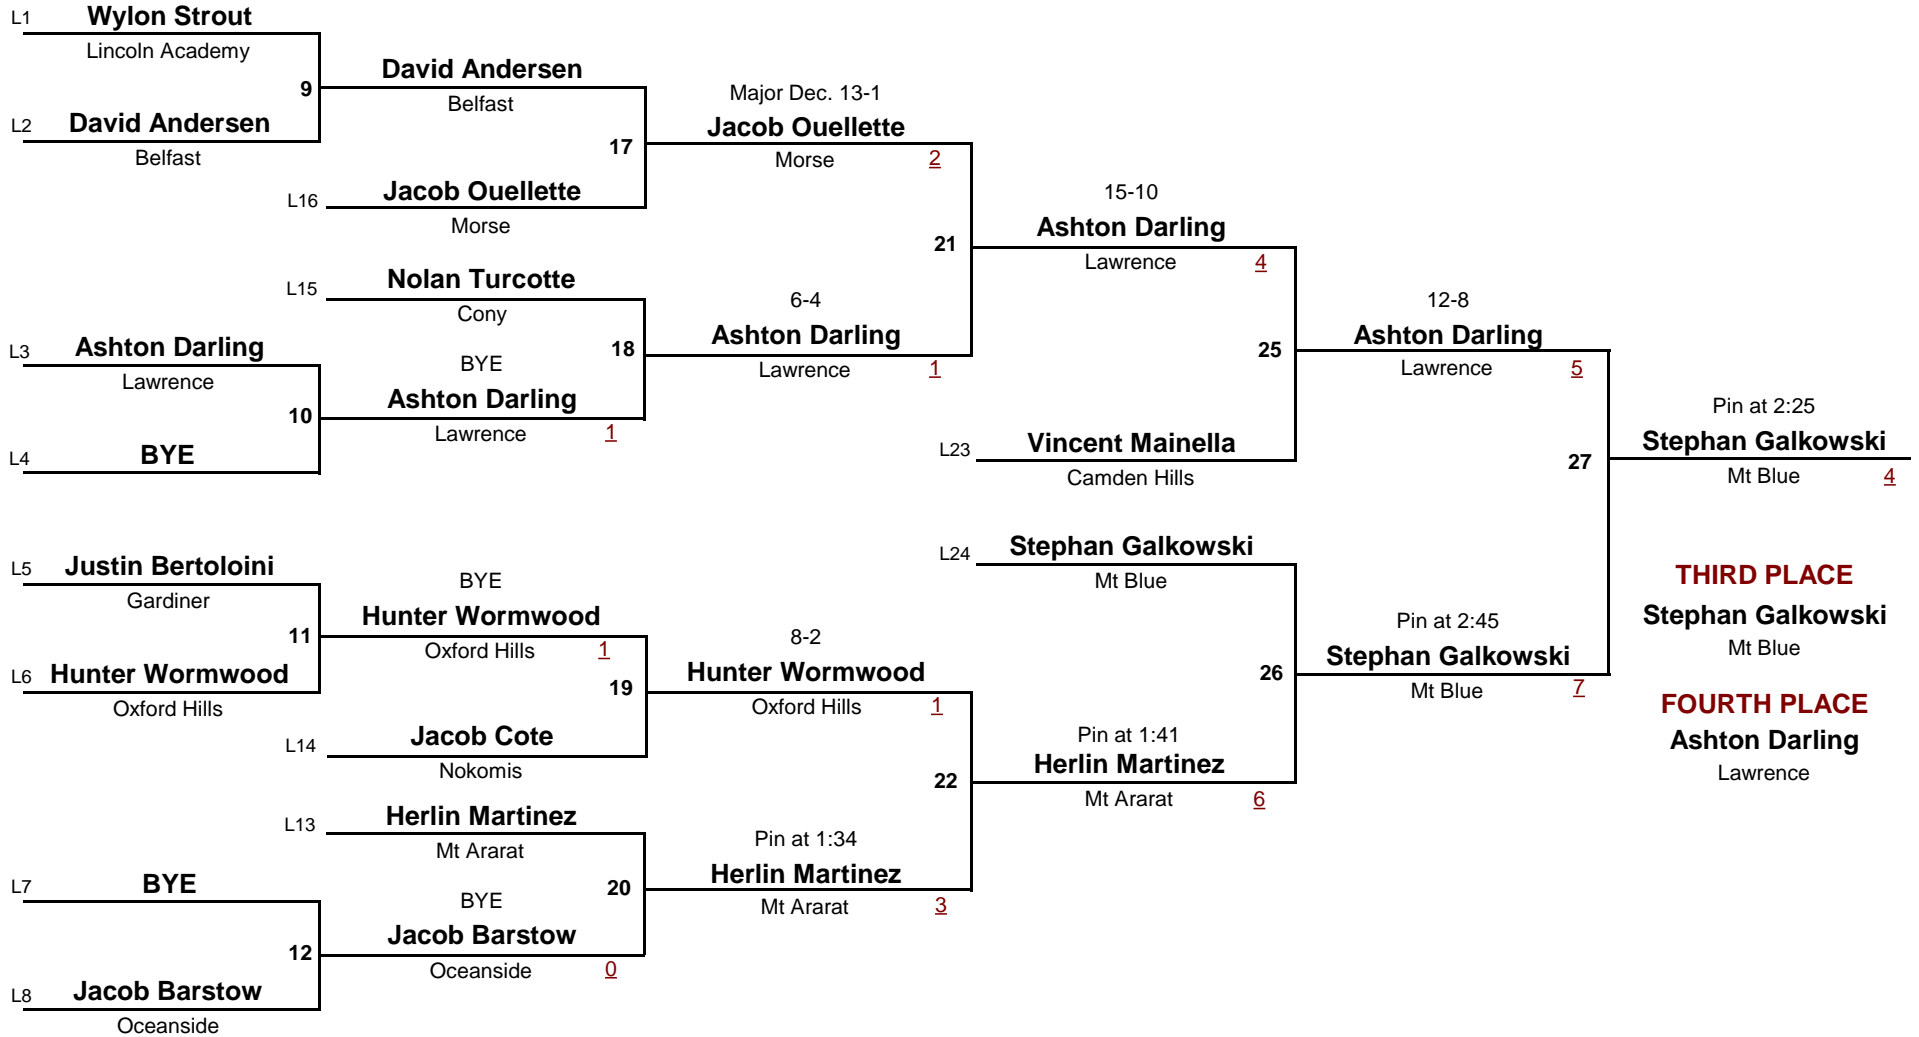 L1 Wylon Strout
Lincoln Academy
9
L2 David Andersen
Belfast
David Andersen
Belfast
17
L16 Jacob Ouellette
Morse
Major Dec. 13-1
Jacob Ouellette
Morse 2
21
L15 Nolan Turcotte
Cony
18
L3 Ashton Darling
Lawrence
10
L4 BYE
BYE
Ashton Darling
Lawrence 1
6-4
Ashton Darling
Lawrence 1
15-10
Ashton Darling
Lawrence 4
25
L23 Vincent Mainella
Camden Hills
12-8
Ashton Darling
Lawrence 5
27
L5 Justin Bertoloini
Gardiner
11
L6 Hunter Wormwood
Oxford Hills
BYE
Hunter Wormwood
Oxford Hills 1
19
L14 Jacob Cote
Nokomis
8-2
Hunter Wormwood
Oxford Hills 1
22
L13 Herlin Martinez
Mt Ararat
20
L7 BYE
12
L8 Jacob Barstow
Oceanside
BYE
Jacob Barstow
Oceanside 0
Pin at 1:34
Herlin Martinez
Mt Ararat 3
L24 Stephan Galkowski
Mt Blue
26
Pin at 1:41
Herlin Martinez
Mt Ararat 6
Pin at 2:45
Stephan Galkowski
Mt Blue 7
Pin at 2:25
Stephan Galkowski
Mt Blue 4
THIRD PLACE
Stephan Galkowski
Mt Blue
FOURTH PLACE
Ashton Darling
Lawrence